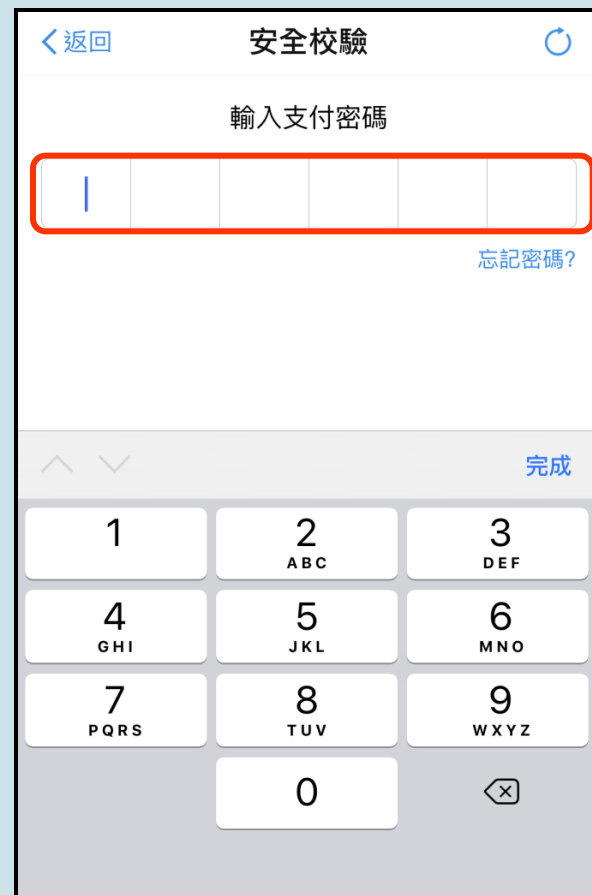 返回 安全校驗
輸入支付密碼
忘記密碼?
完成
1 2 3
ABC DEF
4 5 6
GHI JKL MNO
7 8 9
PQRS TUV WXYZ
0